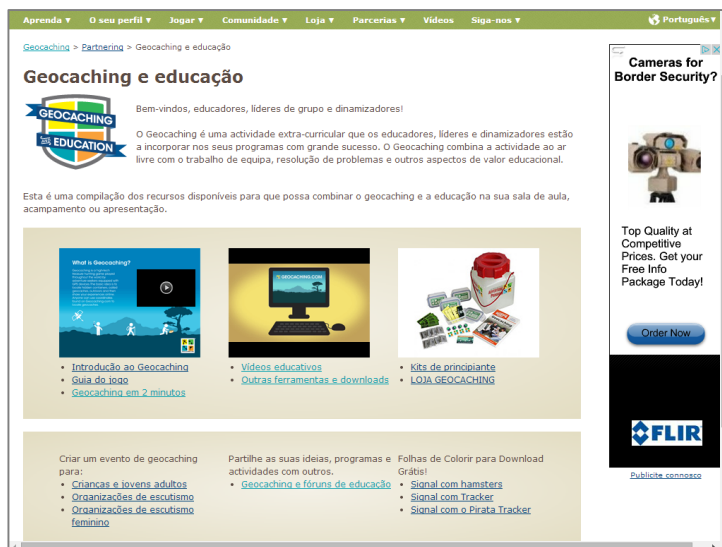 Aprenda ▼ O seu perfil ▼ Jogar ▼ Comunidade ▼ Loja ▼ Parcerias ▼ Vídeos Siga-nos ▼ Português ▼
Geocaching > Partnering > Geocaching e educação
Geocaching e educação
GEOCACHING
EDUCATION
Bem-vindos, educadores, líderes de grupo e dinamizadores!
O Geocaching é uma actividade extra-curricular que os educadores, líderes e dinamizadores estão
a incorporar nos seus programas com grande sucesso. O Geocaching combina a actividade ao ar
livre com o trabalho de equipa, resolução de problemas e outros aspectos de valor educacional.
Esta é uma compilação dos recursos disponíveis para que possa combinar o geocaching e a educação na sua sala de aula,
acampamento ou apresentação.
What is Geocaching?
GEOCACHING.COM
• Introdução ao Geocaching
• Guia do jogo
• Geocaching em 2 minutos
• Vídeos educativos
• Outras ferramentas e downloads
• Kits de principiante
• LOJA GEOCACHING
Criar um evento de geocaching
para:
• Crianças e jovens adultos
• Organizações de escutismo
• Organizações de escutismo
feminino
Partilhe as suas ideias, programas e
actividades com outros.
• Geocaching e fóruns de educação
Folhas de Colorir para Download
Grátis!
• Signal com hamsters
• Signal com Tracker
• Signal com o Pirata Tracker
Cameras for
Border Security?
Top Quality at
Competitive
Prices. Get your
Free Info
Package Today!
Order Now
FLIR
Publicite connosco